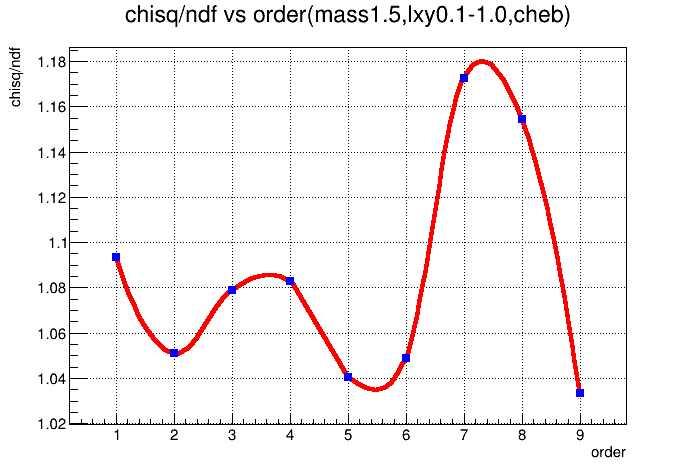 chisq/ndf vs order(mass1.5,lxy0.1-1.0,cheb)
chisq/ndf
1.18
1.16
1.14
1.12
1.1
1.08
1.06
1.04
1.02
1 2 3 4 5 6 7 8 9
order